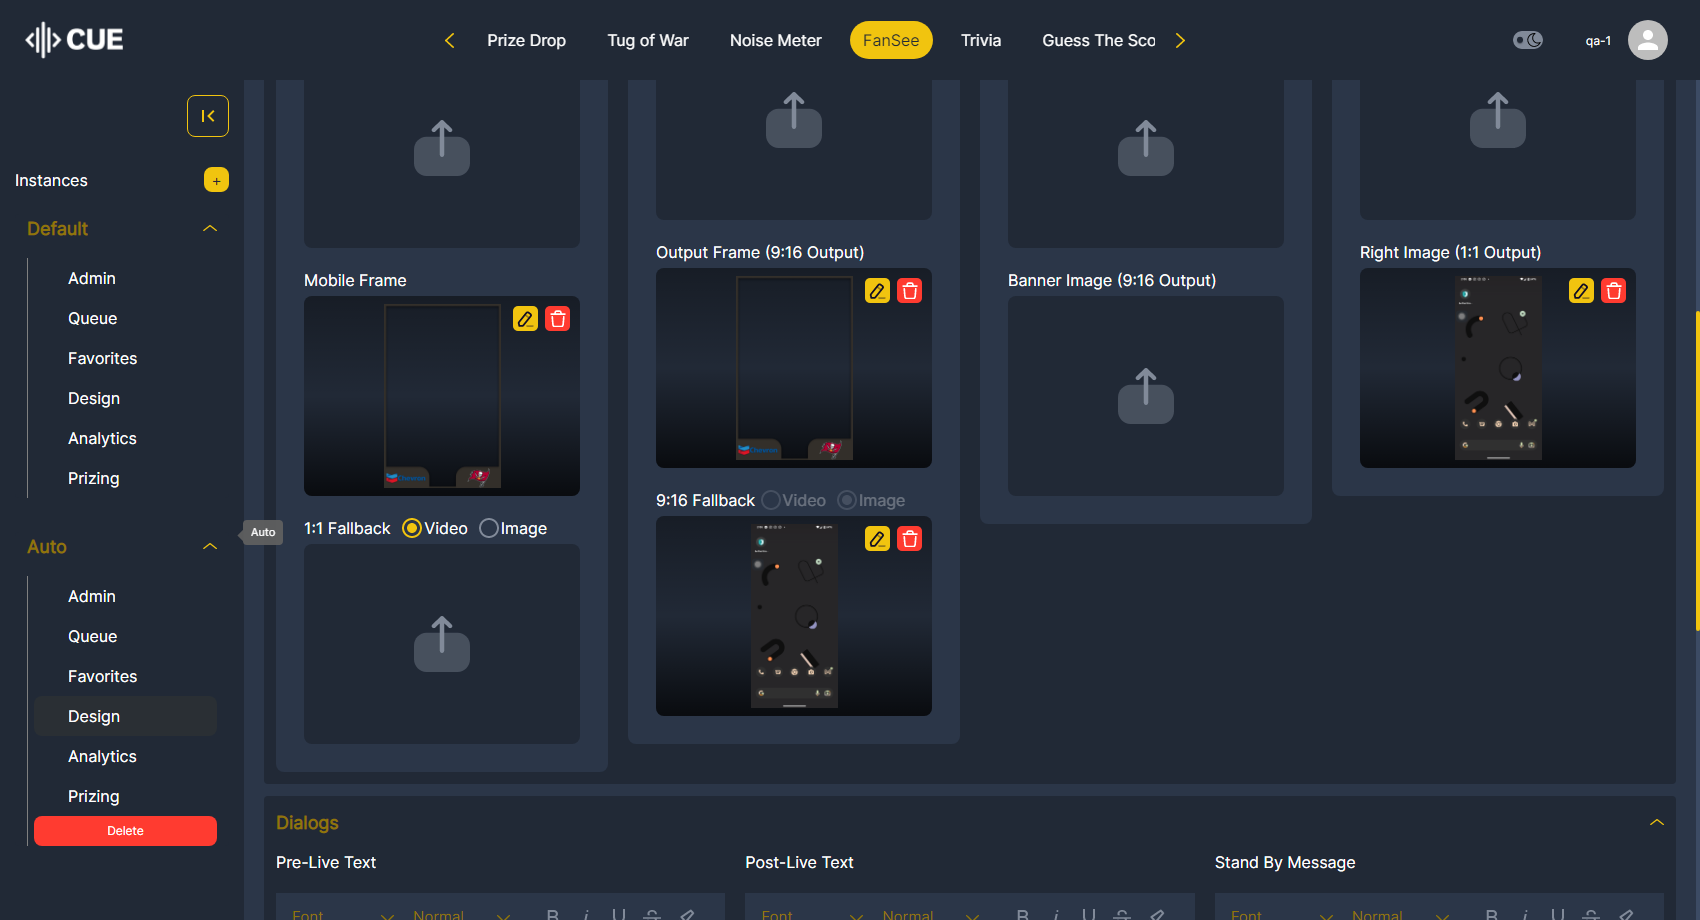 CUE
Prize Drop
Tug of War
Noise Meter
FanSee
Trivia
Guess The Sco
qa-1
Instances
+
Default
Admin
Queue
Favorites
Design
Analytics
Prizing
Auto
Admin
Queue
Favorites
Design
Analytics
Prizing
Delete
Auto
Mobile Frame
1:1 Fallback Video Image
Output Frame (9:16 Output)
9:16 Fallback Video Image
Banner Image (9:16 Output)
Right Image (1:1 Output)
Dialogs
Pre-Live Text
Font Normal B i U S
Post-Live Text
Font Normal B i U S
Stand By Message
Font Normal B i U S